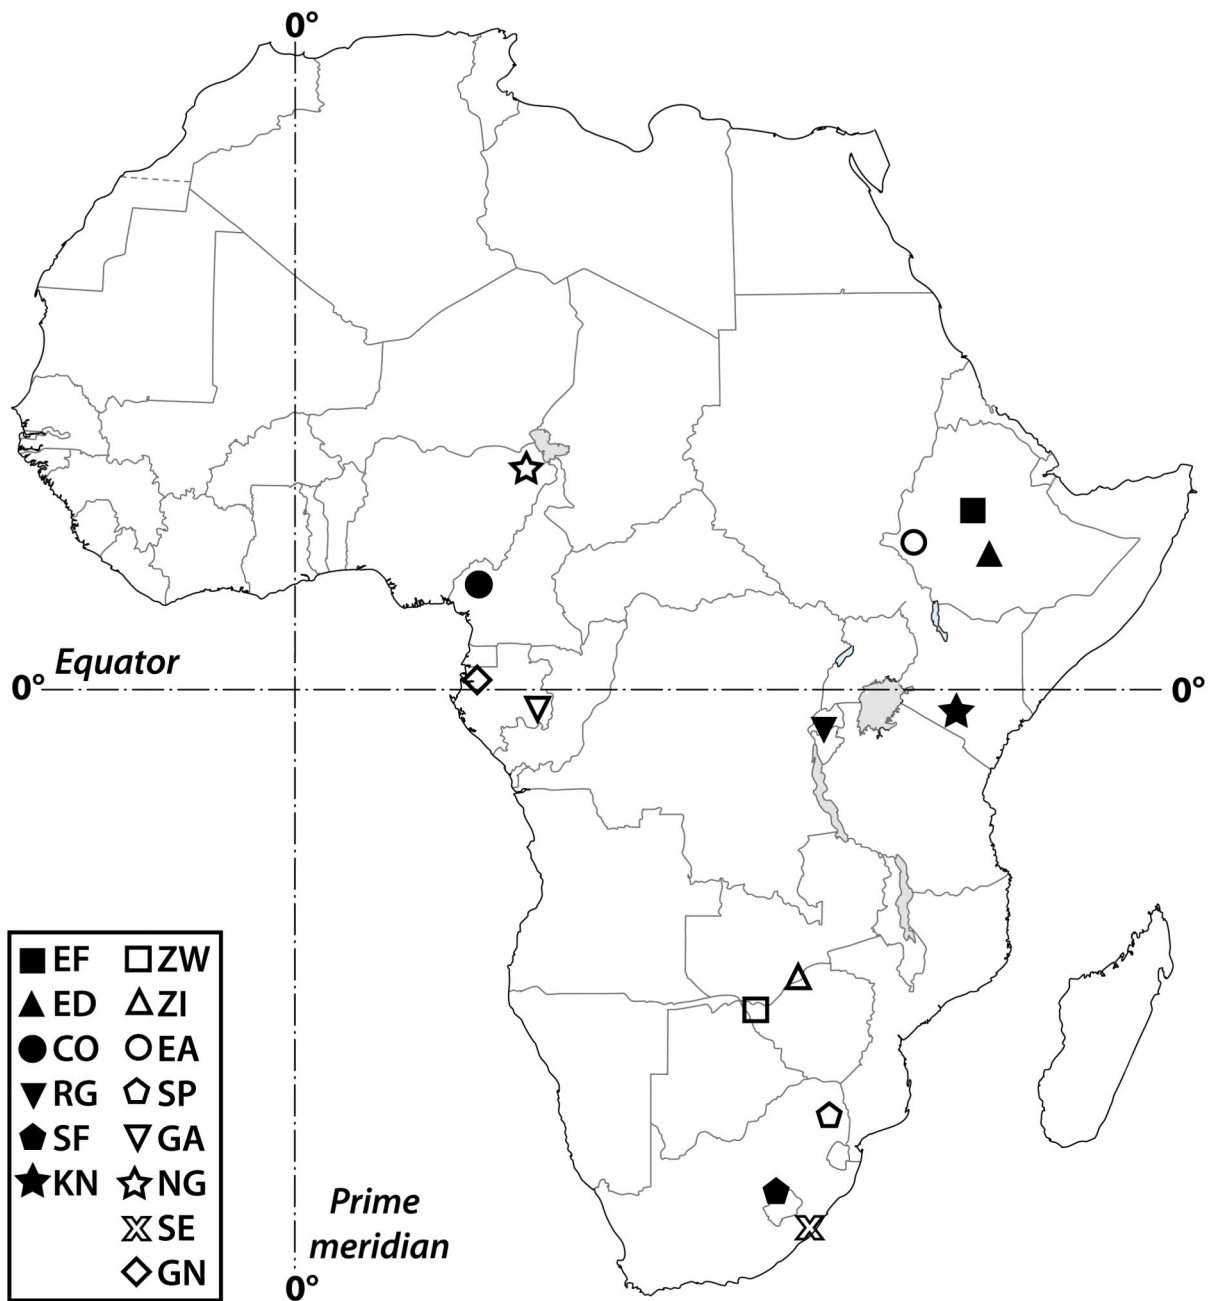 0°
Equator
0°
0°
EF ZW
ED ZI
CO EA
RG SP
SF GA
KN NG
SE
GN
Prime
meridian
0°